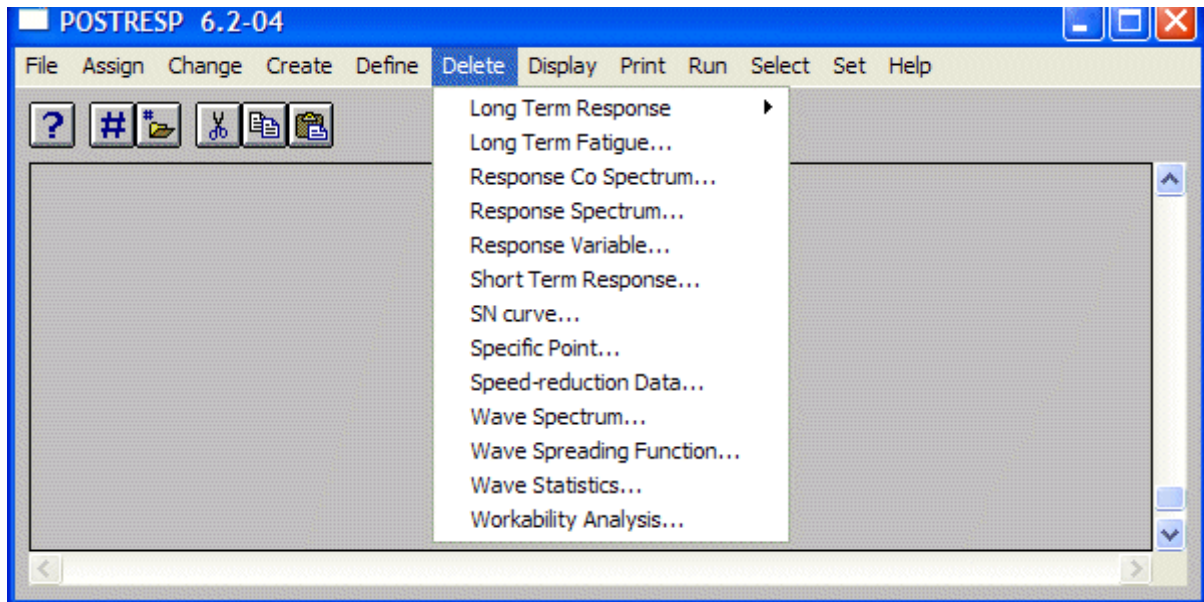 POSTRESP 6.2-04
File Assign Change Create Define Delete Display Print Run Select Set Help
? # #
Long Term Response
Long Term Fatigue...
Response Co Spectrum...
Response Spectrum...
Response Variable...
Short Term Response...
SN curve...
Specific Point...
Speed-reduction Data...
Wave Spectrum...
Wave Spreading Function...
Wave Statistics...
Workability Analysis...